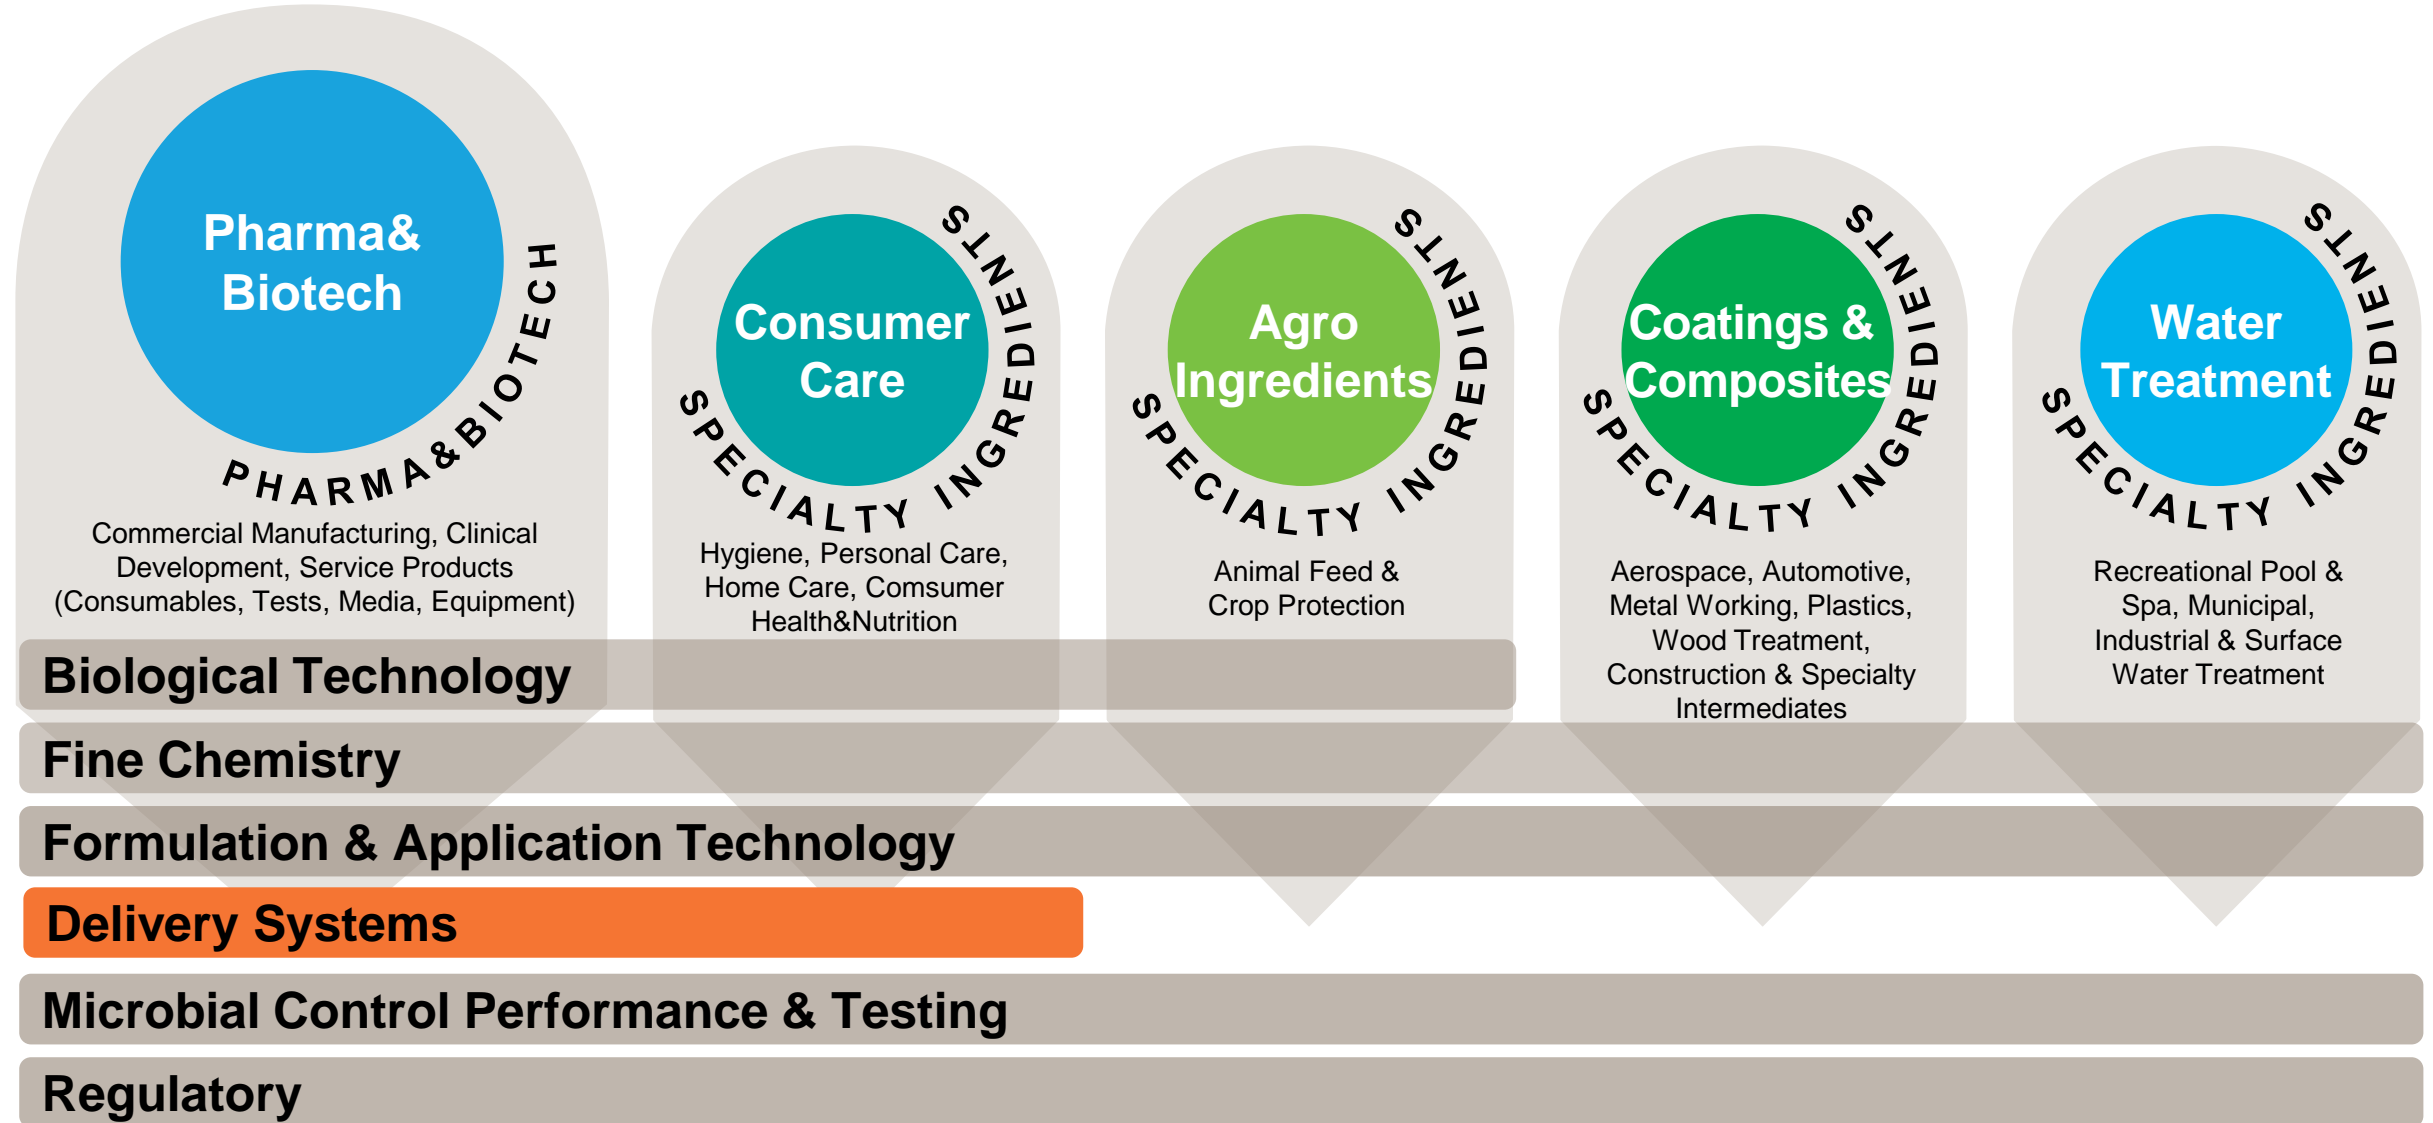 Pharma&
Biotech
PHARMA&BIOTECH
Commercial Manufacturing, Clinical
Development, Service Products
(Consumables, Tests, Media, Equipment)
Consumer
Care
SPECIALTY INGREDIENTS
Hygiene, Personal Care,
Home Care, Comsumer
Health&Nutrition
Agro
Ingredients
SPECIALTY INGREDIENTS
Animal Feed &
Crop Protection
Coatings &
Composites
SPECIALTY INGREDIENTS
Aerospace, Automotive,
Metal Working, Plastics,
Wood Treatment,
Construction & Specialty
Intermediates
Water
Treatment
SPECIALTY INGREDIENTS
Recreational Pool &
Spa, Municipal,
Industrial & Surface
Water Treatment
Biological Technology
Fine Chemistry
Formulation & Application Technology
Delivery Systems
Microbial Control Performance & Testing
Regulatory